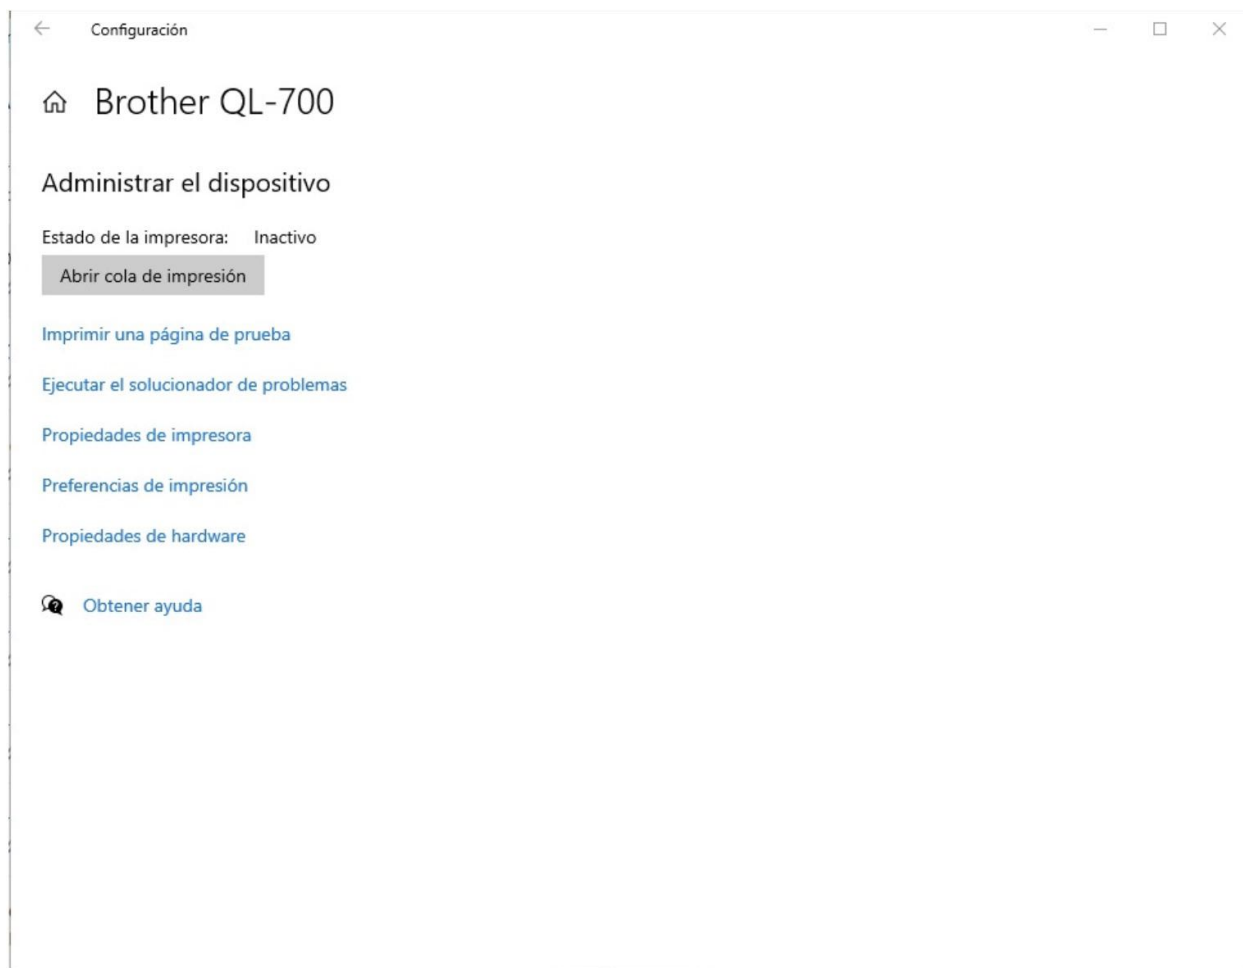 Configuración
Brother QL-700
Administrar el dispositivo
Estado de la impresora: Inactivo
Abrir cola de impresión
Imprimir una página de prueba
Ejecutar el solucionador de problemas
Propiedades de impresora
Preferencias de impresión
Propiedades de hardware
Obtener ayuda